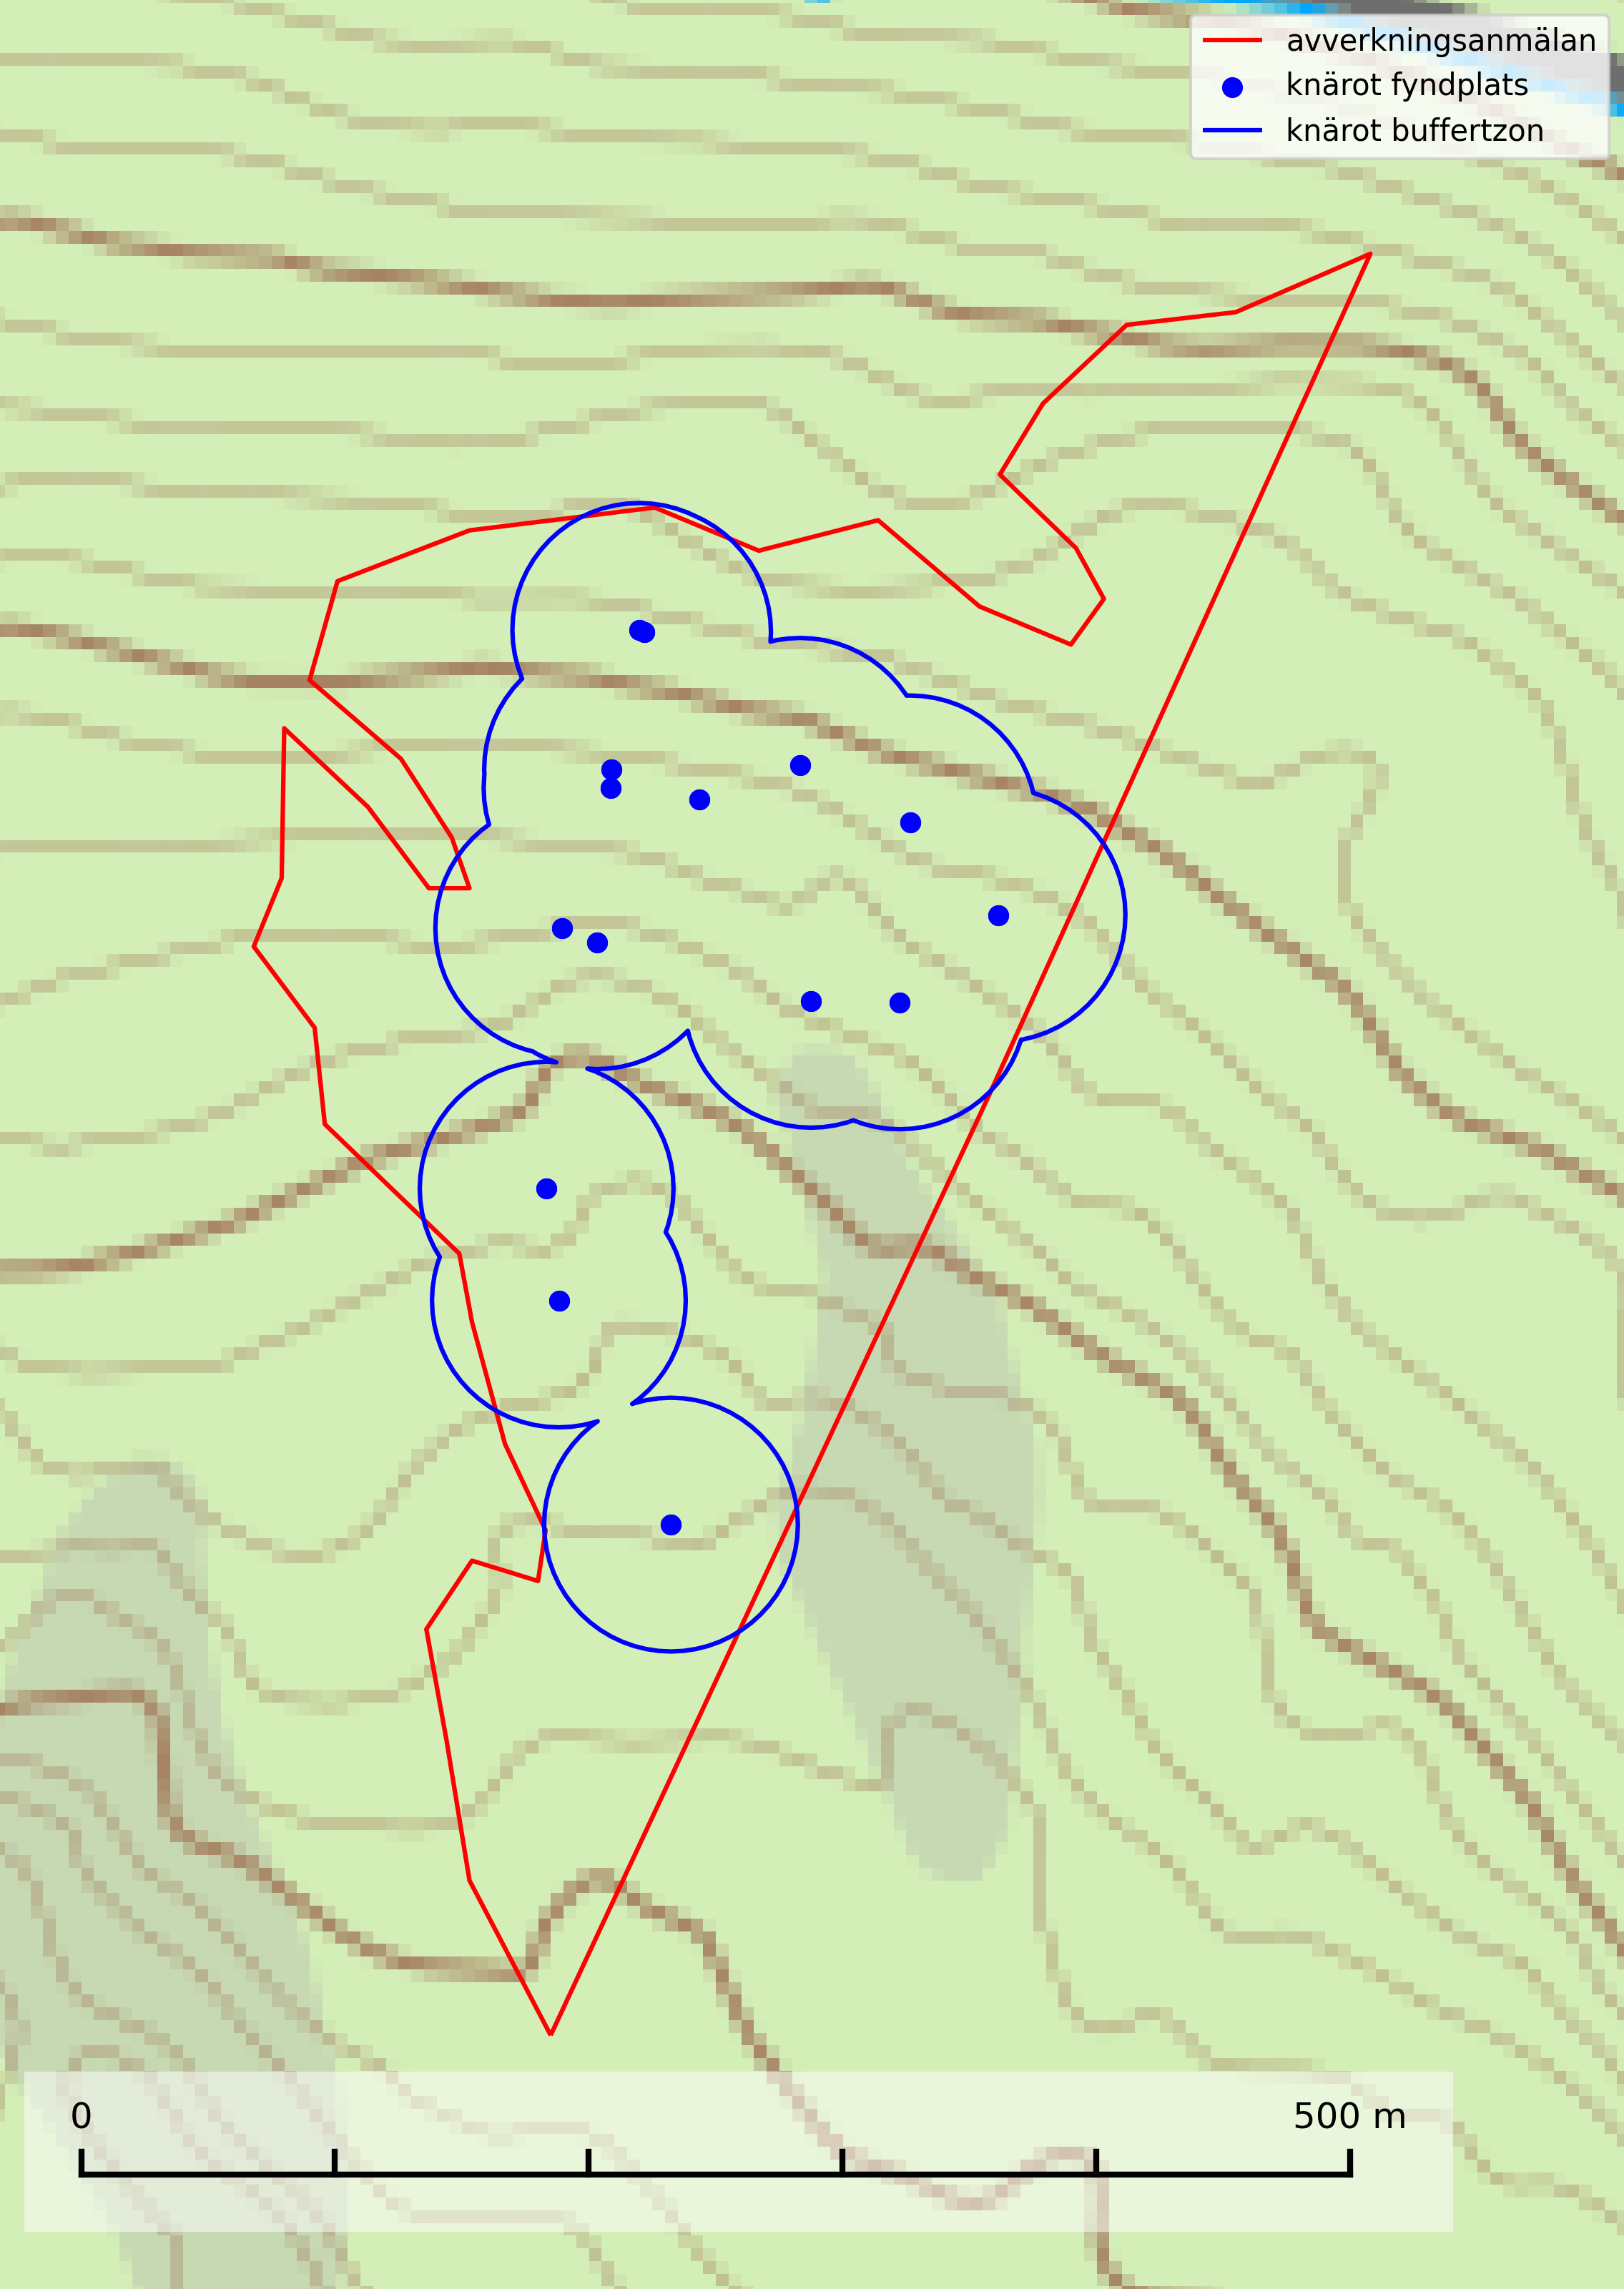 avverkningsanmälan
knärot fyndplats
knärot buffertzon
0
500 m